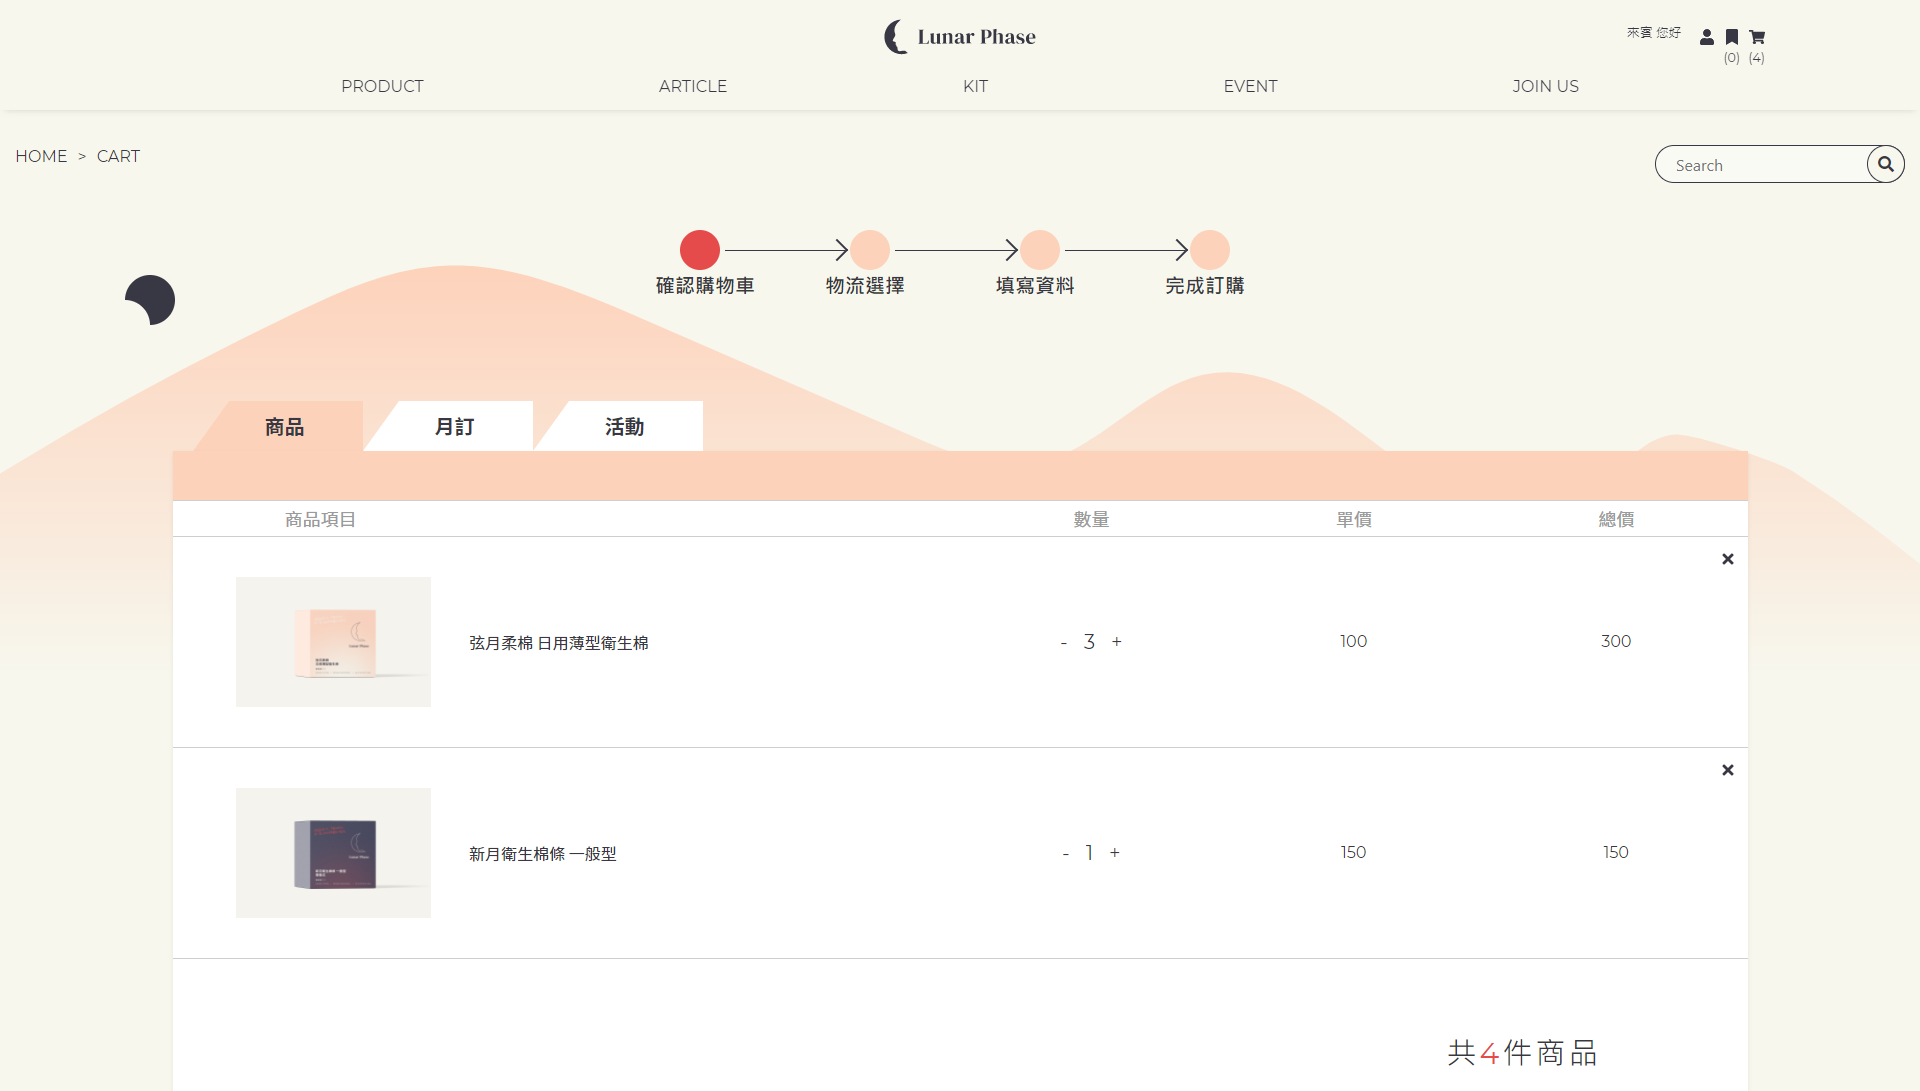 Lunar Phase
來賓 您好
(0) (4)
PRODUCT ARTICLE KIT EVENT JOIN US
HOME > CART
Search
確認購物車 物流選擇 填寫資料 完成訂購
商品 月訂 活動
商品項目 數量 單價 總價
Lunar Phase
弦月柔棉 日用薄型衛生棉 - 3 + 100 300
Lunar Phase
新月衛生棉條 一般型 - 1 + 150 150
共4件商品